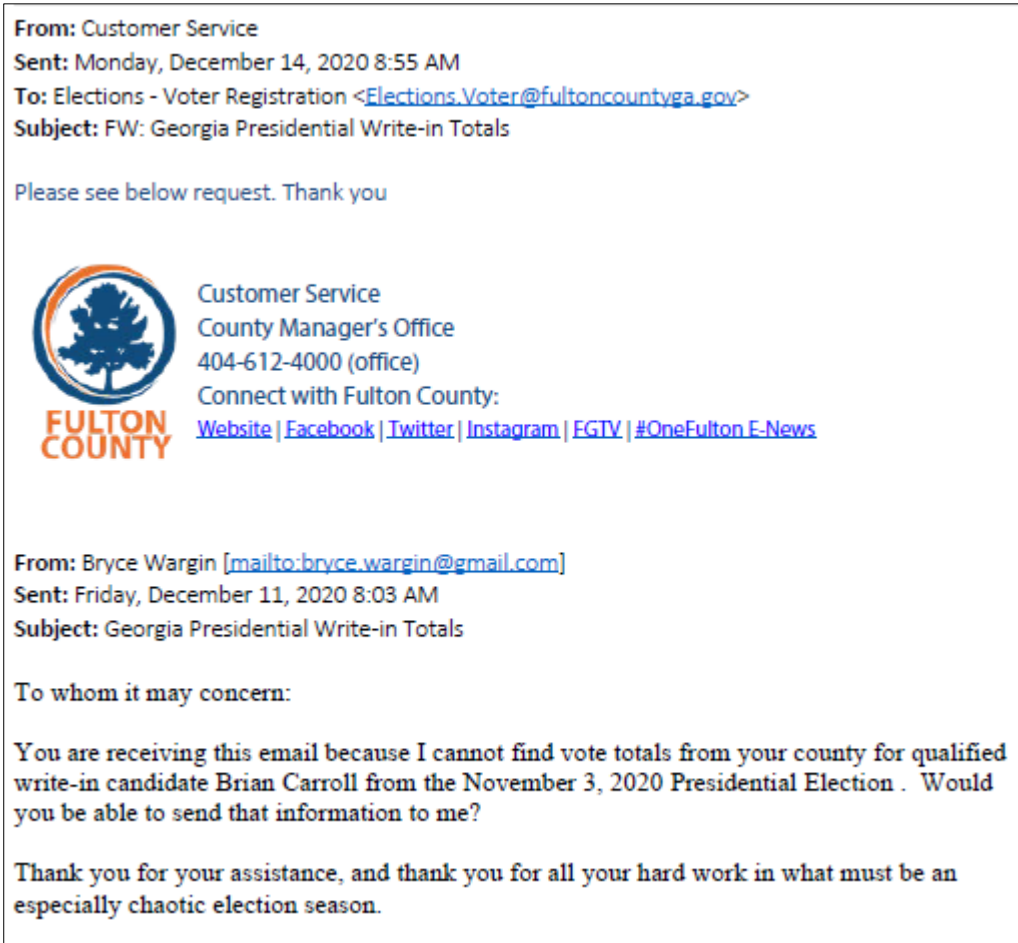 From: Customer Service
Sent: Monday, December 14, 2020 8:55 AM
To: Elections - Voter Registration <Elections.Voter@fultoncountyga.gov>
Subject: FW: Georgia Presidential Write-in Totals
Please see below request. Thank you
FULTON
COUNTY
Customer Service
County Manager's Office
404-612-4000 (office)
Connect with Fulton County:
Website | Facebook | Twitter | Instagram | FGTV | #OneFulton E-News
From: Bryce Wargin [mailto:bryce.wargin@gmail.com]
Sent: Friday, December 11, 2020 8:03 AM
Subject: Georgia Presidential Write-in Totals
To whom it may concern:
You are receiving this email because I cannot find vote totals from your county for qualified
write-in candidate Brian Carroll from the November 3, 2020 Presidential Election .  Would
you be able to send that information to me?
Thank you for your assistance, and thank you for all your hard work in what must be an
especially chaotic election season.